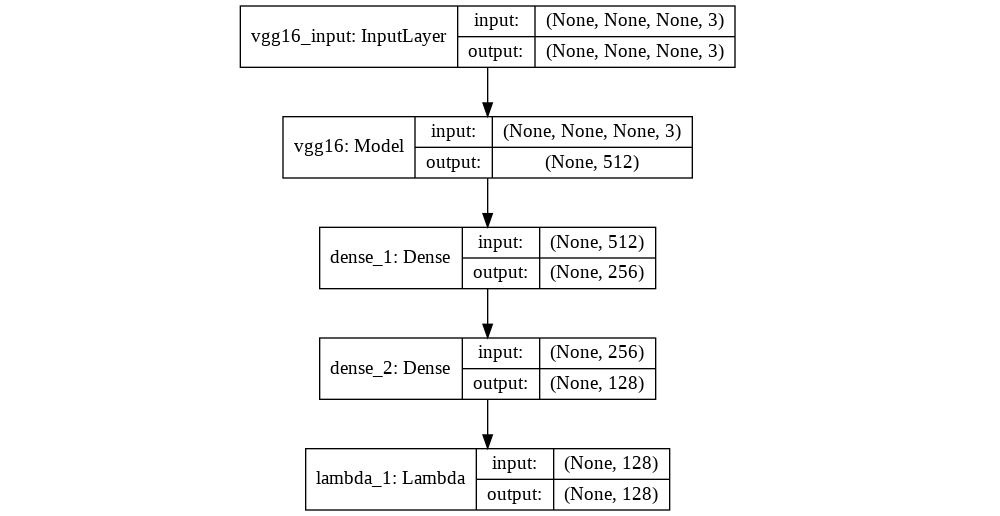 vgg16_input: InputLayer
input:
(None, None, None, 3)
output:
(None, None, None, 3)
vgg16: Model
input:
(None, None, None, 3)
output:
(None, 512)
dense_1: Dense
input:
(None, 512)
output:
(None, 256)
dense_2: Dense
input:
(None, 256)
output:
(None, 128)
lambda_1: Lambda
input:
(None, 128)
output:
(None, 128)